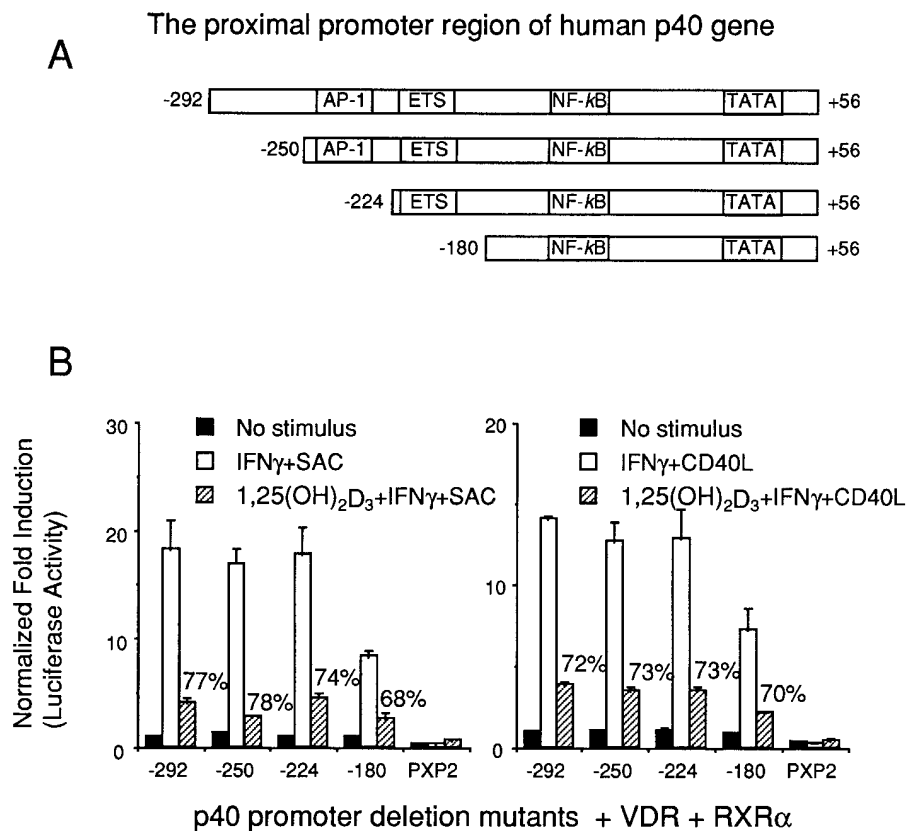 The proximal promoter region of human p40 gene
A
-292 AP-1 ETS NF-kB TATA +56
-250 AP-1 ETS NF-kB TATA +56
-224 ETS NF-kB TATA +56
-180 NF-kB TATA +56
B
Normalized Fold Induction
(Luciferase Activity)
30
20
10
0
No stimulus
IFNγ+SAC
1,25(OH)₂D₃+IFNγ+SAC
77% 78% 74% 68%
-292 -250 -224 -180 PXP2
20
10
0
No stimulus
IFNγ+CD40L
1,25(OH)₂D₃+IFNγ+CD40L
72% 73% 73% 70%
-292 -250 -224 -180 PXP2
p40 promoter deletion mutants + VDR + RXRα